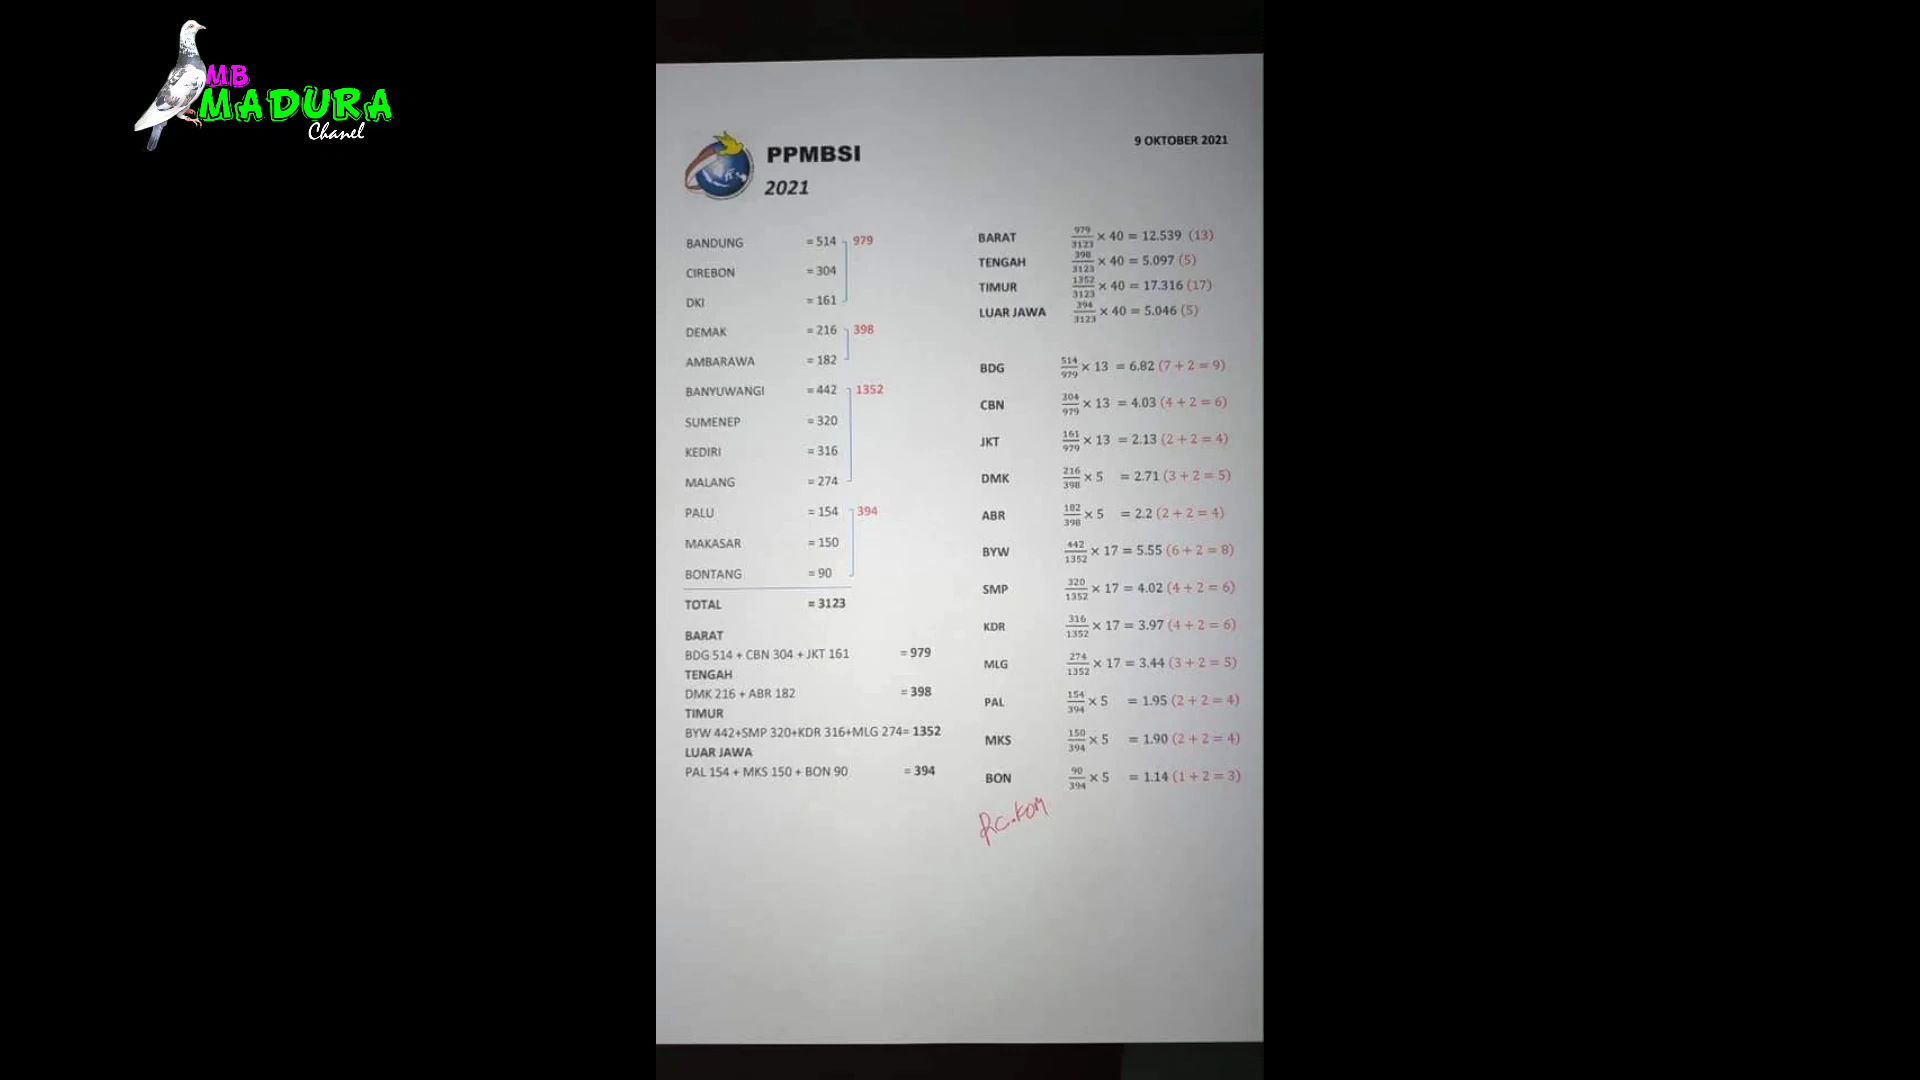 MB
MADURA
Chanel
PPMBSI
2021
9 OKTOBER 2021
BANDUNG = 514 979
CIREBON = 304
DKI = 161
DEMAK = 216 398
AMBARAWA = 182
BANYUWANGI = 442 1352
SUMENEP = 320
KEDIRI = 316
MALANG = 274
PALU = 154 394
MAKASAR = 150
BONTANG = 90
TOTAL = 3123
BARAT
BDG 514 + CBN 304 + JKT 161 = 979
TENGAH
DMK 216 + ABR 182 = 398
TIMUR
BYW 442+SMP 320+KDR 316+MLG 274= 1352
LUAR JAWA
PAL 154 + MKS 150 + BON 90 = 394
BARAT 979/3123 × 40 = 12.539 (13)
TENGAH 398/3123 × 40 = 5.097 (5)
TIMUR 1352/3123 × 40 = 17.316 (17)
LUAR JAWA 394/3123 × 40 = 5.046 (5)
BDG 514/979 × 13 = 6.82 (7 + 2 = 9)
CBN 304/979 × 13 = 4.03 (4 + 2 = 6)
JKT 161/979 × 13 = 2.13 (2 + 2 = 4)
DMK 216/398 × 5 = 2.71 (3 + 2 = 5)
ABR 182/398 × 5 = 2.2 (2 + 2 = 4)
BYW 442/1352 × 17 = 5.55 (6 + 2 = 8)
SMP 320/1352 × 17 = 4.02 (4 + 2 = 6)
KDR 316/1352 × 17 = 3.97 (4 + 2 = 6)
MLG 274/1352 × 17 = 3.44 (3 + 2 = 5)
PAL 154/394 × 5 = 1.95 (2 + 2 = 4)
MKS 150/394 × 5 = 1.90 (2 + 2 = 4)
BON 90/394 × 5 = 1.14 (1 + 2 = 3)
RC.KOM